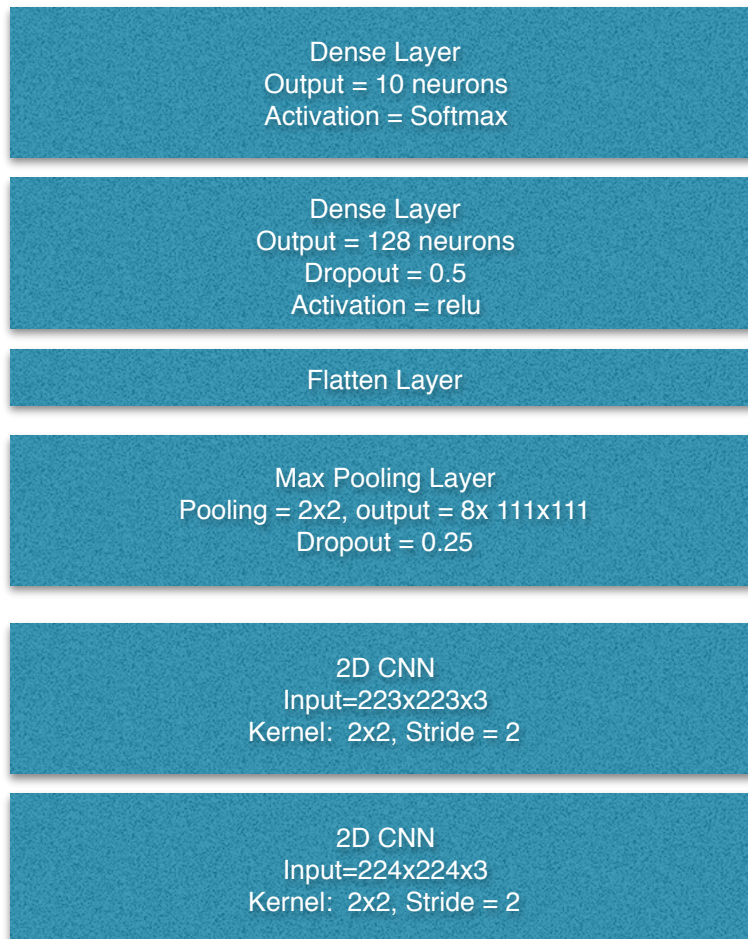 Dense Layer
Output = 10 neurons
Activation = Softmax
Dense Layer
Output = 128 neurons
Dropout = 0.5
Activation = relu
Flatten Layer
Max Pooling Layer
Pooling = 2x2, output = 8x 111x111
Dropout = 0.25
2D CNN
Input=223x223x3
Kernel:  2x2, Stride = 2
2D CNN
Input=224x224x3
Kernel:  2x2, Stride = 2